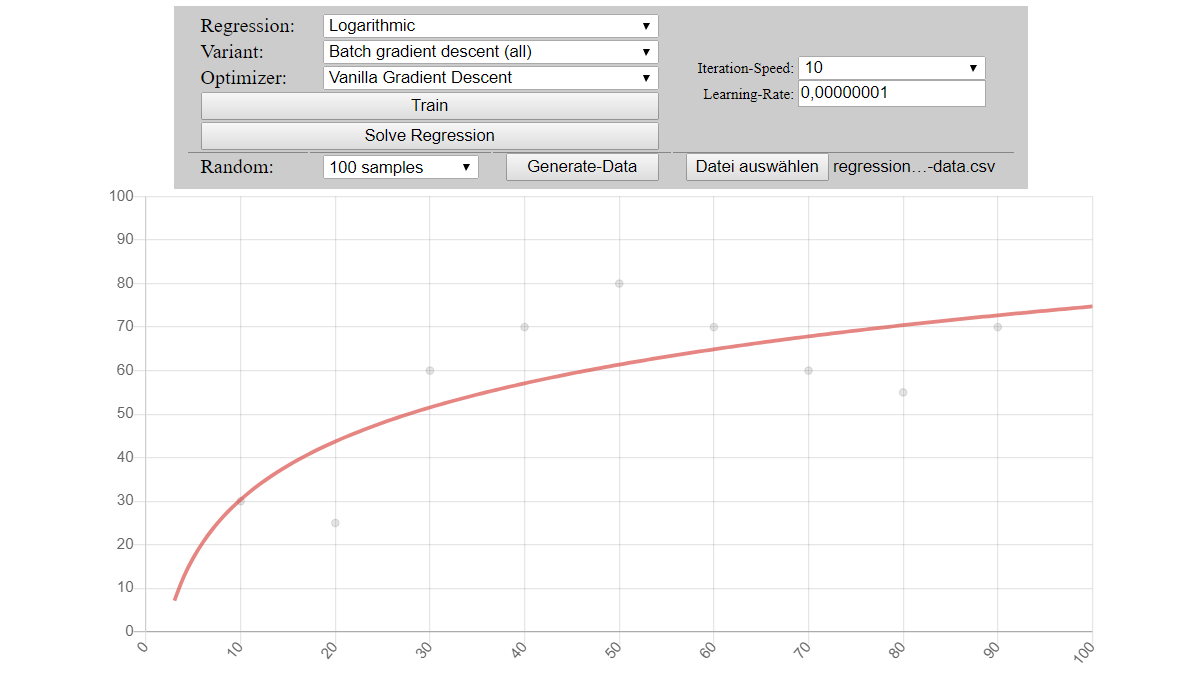 Regression: Logarithmic
Variant: Batch gradient descent (all)
Optimizer: Vanilla Gradient Descent
Iteration-Speed: 10
Learning-Rate: 0,00000001
Train
Solve Regression
Random: 100 samples Generate-Data Datei auswählen regression…-data.csv
100
90
80
70
60
50
40
30
20
10
0
0 10 20 30 40 50 60 70 80 90 100